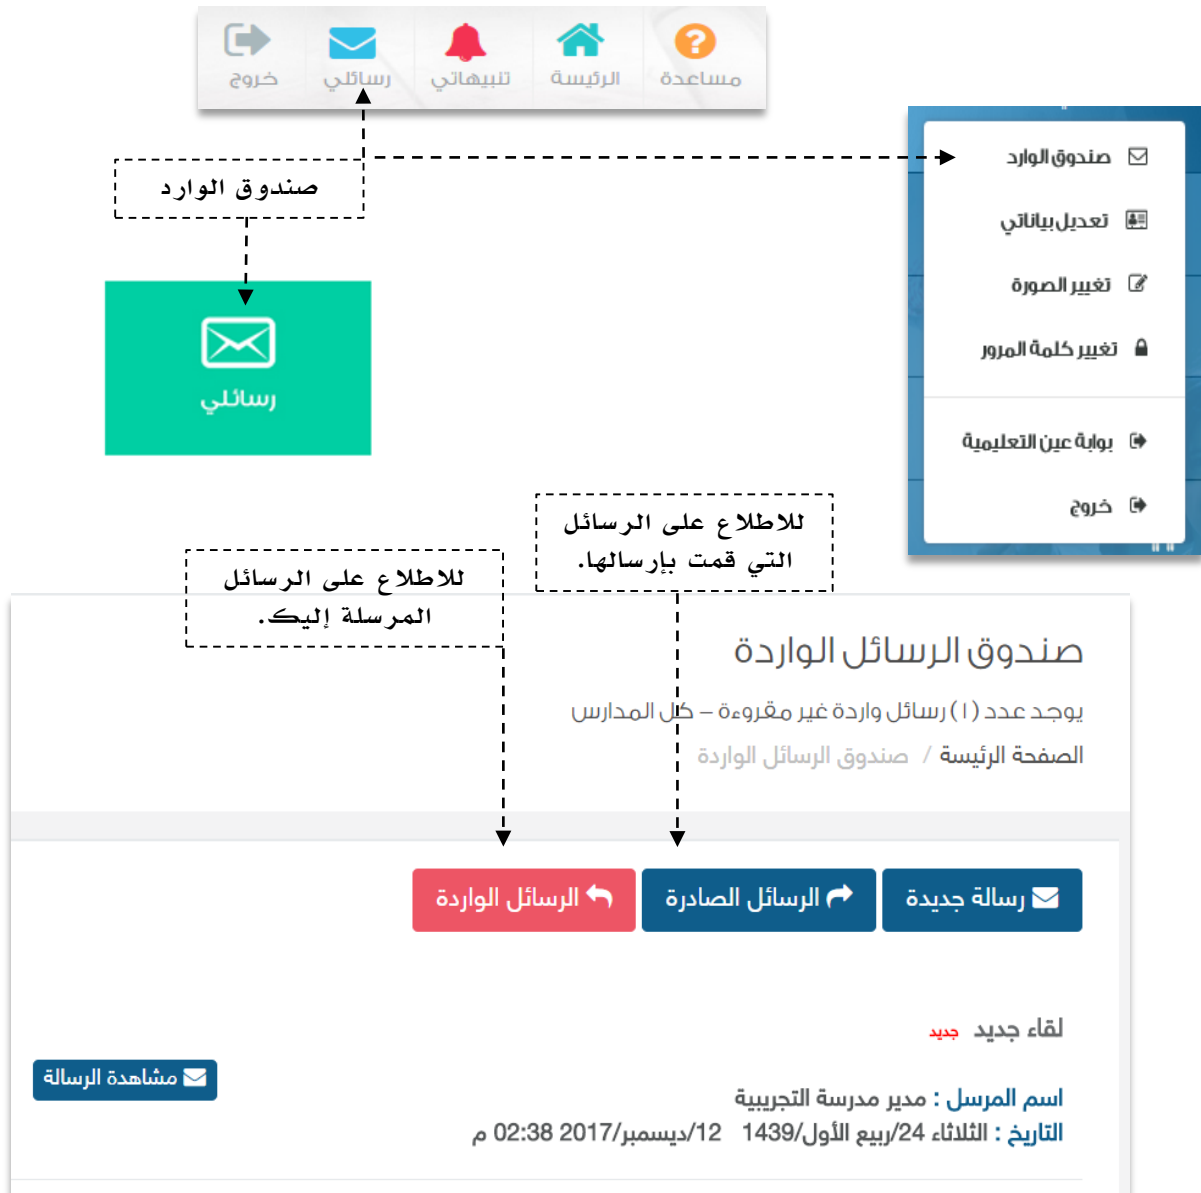 مساعدة
الرئيسة
تنبيهاتي
رسائلي
خروج
صندوق الوارد
تعديل بياناتي
تغيير الصورة
تغيير كلمة المرور
بوابة عين التعليمية
خروج
صندوق الوارد
رسائلي
للاطلاع على الرسائل
التي قمت بإرسالها.
للاطلاع على الرسائل
المرسلة إليك.
صندوق الرسائل الواردة
يوجد عدد (١) رسائل واردة غير مقروءة – كل المدارس
الصفحة الرئيسة / صندوق الرسائل الواردة
رسالة جديدة
الرسائل الصادرة
الرسائل الواردة
لقاء جديد جديد
مشاهدة الرسالة
اسم المرسل : مدير مدرسة التجريبية
التاريخ : الثلاثاء 24/ربيع الأول/1439 12/ديسمبر/2017 02:38 م